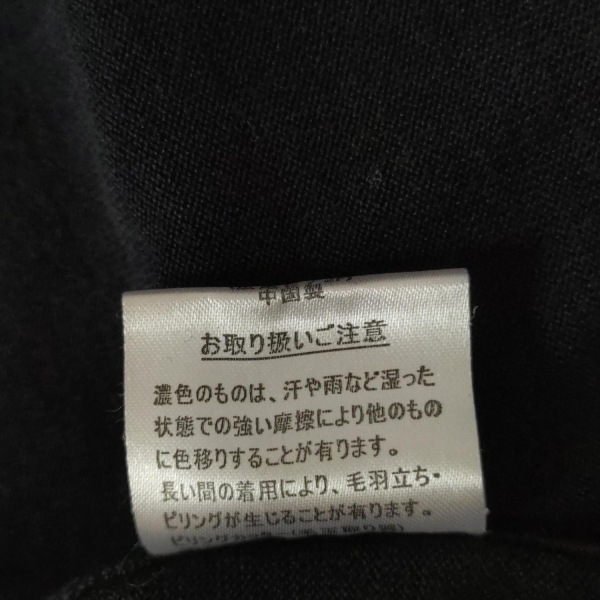 中国製
お取り扱いご注意
濃色のものは、汗や雨など湿った
状態での強い摩擦により他のもの
に色移りすることが有ります。
長い間の着用により、毛羽立ち・
ピリングが生じることが有ります。